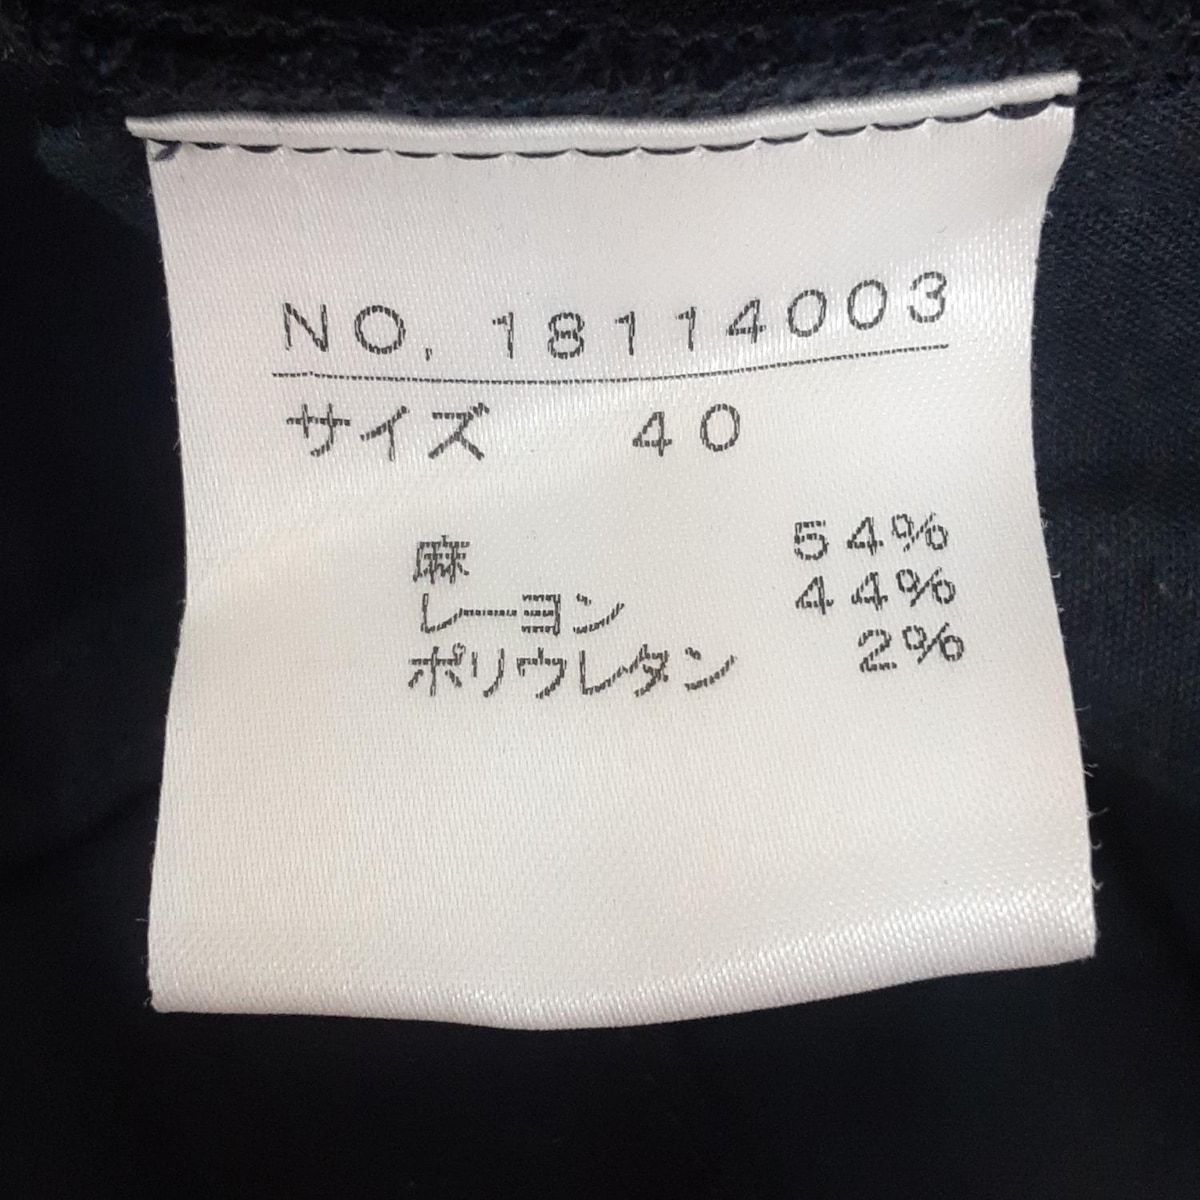 NO. 18114003
サイズ 40
麻 54%
レーヨン 44%
ポリウレタン 2%